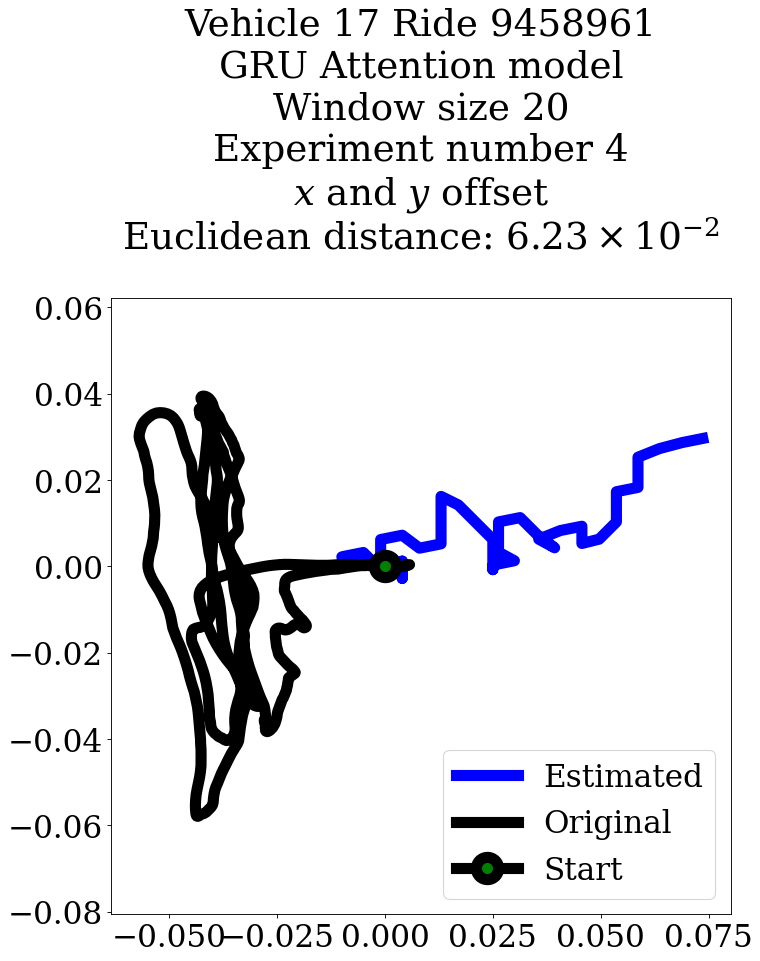 Vehicle 17 Ride 9458961
GRU Attention model
Window size 20
Experiment number 4
x and y offset
Euclidean distance: 6.23 × 10⁻²
0.06
0.04
0.02
0.00
−0.02
−0.04
−0.06
−0.08
−0.050 −0.025 0.000 0.025 0.050 0.075
Estimated
Original
Start